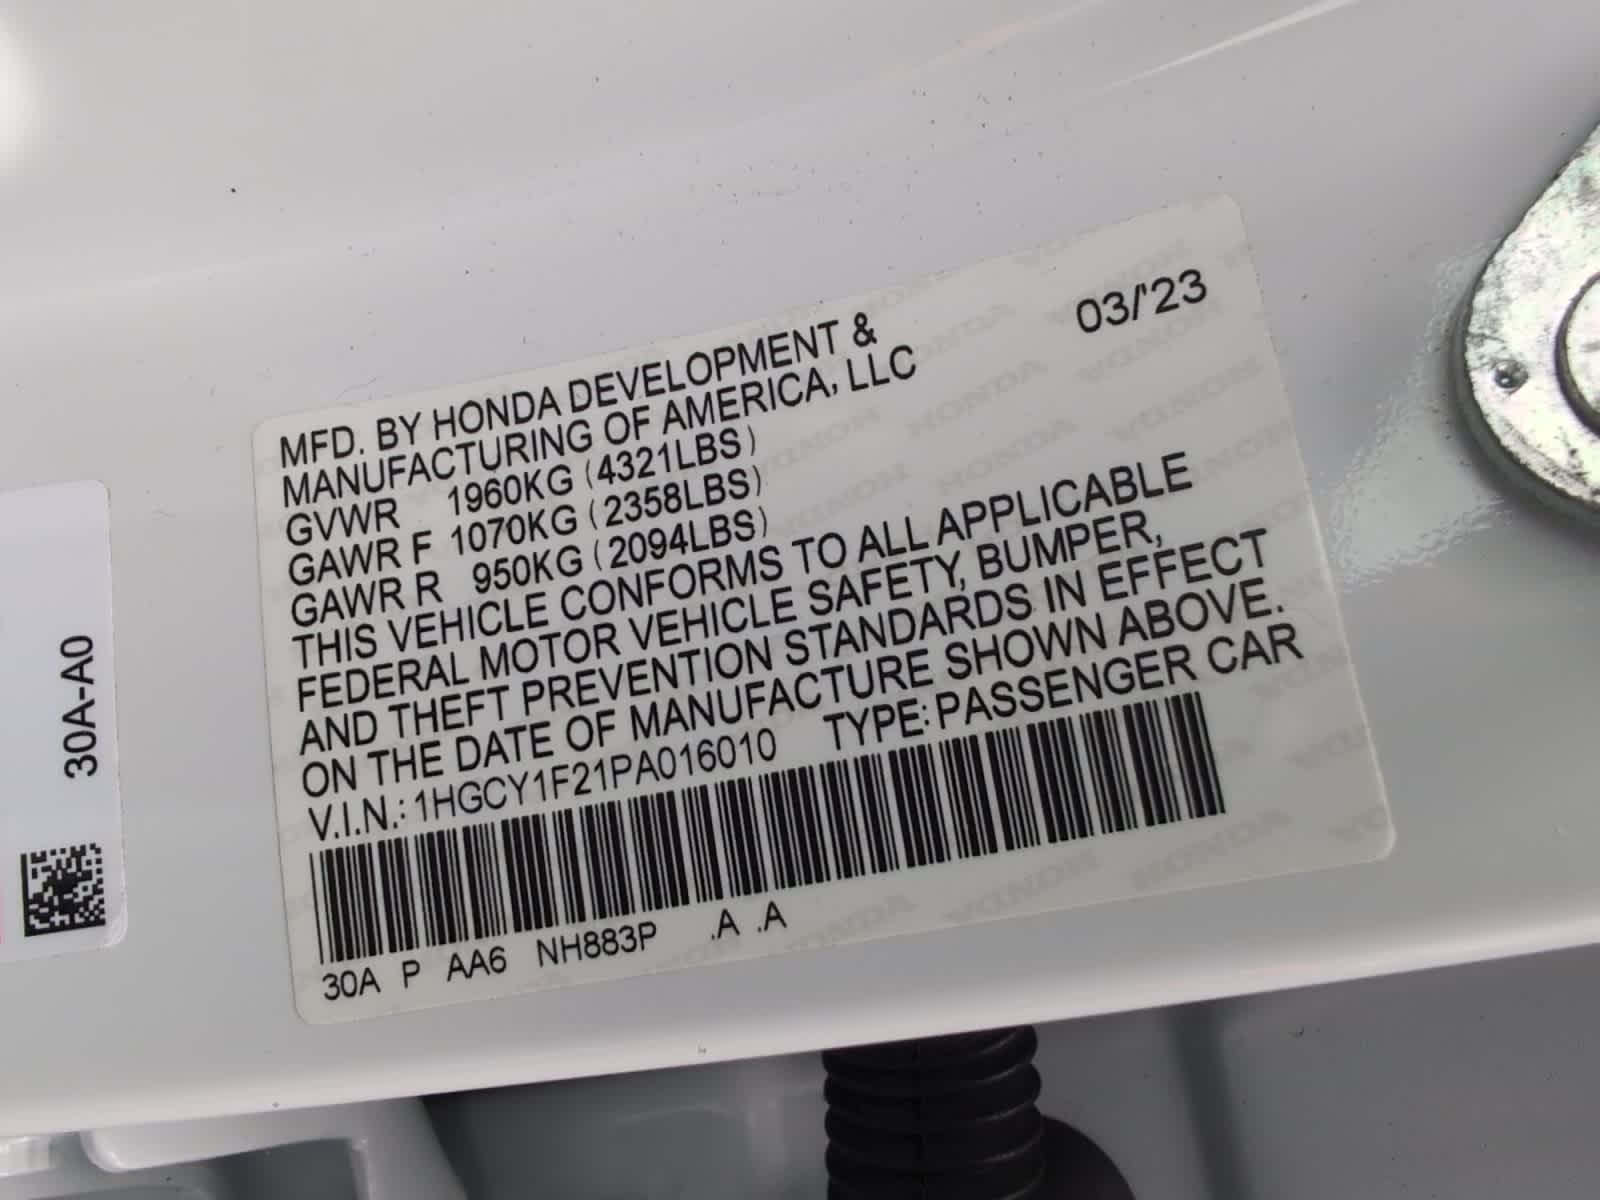 MFD. BY HONDA DEVELOPMENT &
MANUFACTURING OF AMERICA, LLC
03/'23
GVWR 1960KG (4321LBS)
GAWR F 1070KG (2358LBS)
GAWR R 950KG (2094LBS)
THIS VEHICLE CONFORMS TO ALL APPLICABLE
FEDERAL MOTOR VEHICLE SAFETY, BUMPER,
AND THEFT PREVENTION STANDARDS IN EFFECT
ON THE DATE OF MANUFACTURE SHOWN ABOVE.
V.I.N.: 1HGCY1F21PA016010 TYPE: PASSENGER CAR
30A P AA6 NH883P .A .A
30A-A0